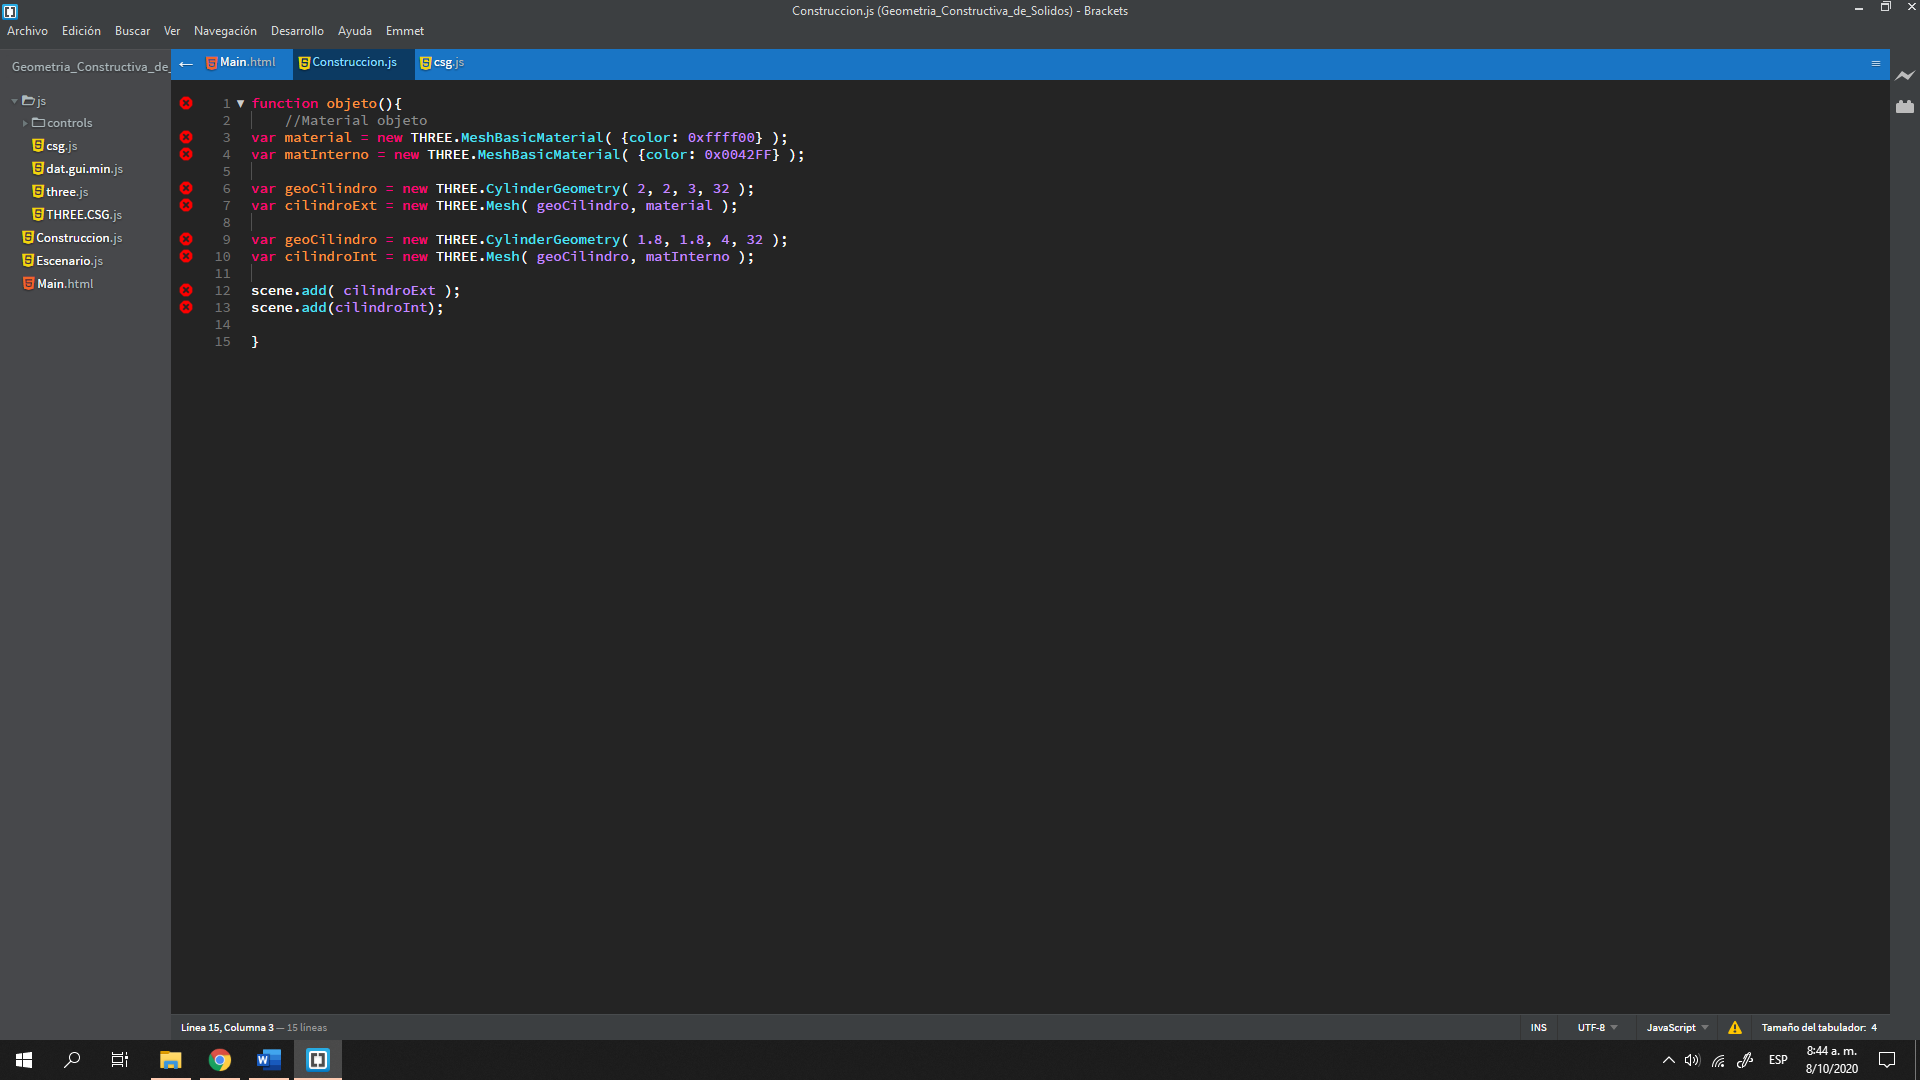 Construccion.js (Geometria_Constructiva_de_Solidos) - Brackets
Archivo Edición Buscar Ver Navegación Desarrollo Ayuda Emmet
Geometria_Constructiva_de_
js
controls
csg.js
dat.gui.min.js
three.js
THREE.CSG.js
Construccion.js
Escenario.js
Main.html
Main.html Construccion.js csg.js
1 function objeto(){
2 //Material objeto
3 var material = new THREE.MeshBasicMaterial( {color: 0xffff00} );
4 var matInterno = new THREE.MeshBasicMaterial( {color: 0x0042FF} );
5
6 var geoCilindro = new THREE.CylinderGeometry( 2, 2, 3, 32 );
7 var cilindroExt = new THREE.Mesh( geoCilindro, material );
8
9 var geoCilindro = new THREE.CylinderGeometry( 1.8, 1.8, 4, 32 );
10 var cilindroInt = new THREE.Mesh( geoCilindro, matInterno );
11
12 scene.add( cilindroExt );
13 scene.add(cilindroInt);
14
15 }
Línea 15, Columna 3 — 15 líneas INS UTF-8 JavaScript Tamaño del tabulador: 4
ESP
8:44 a. m.
8/10/2020